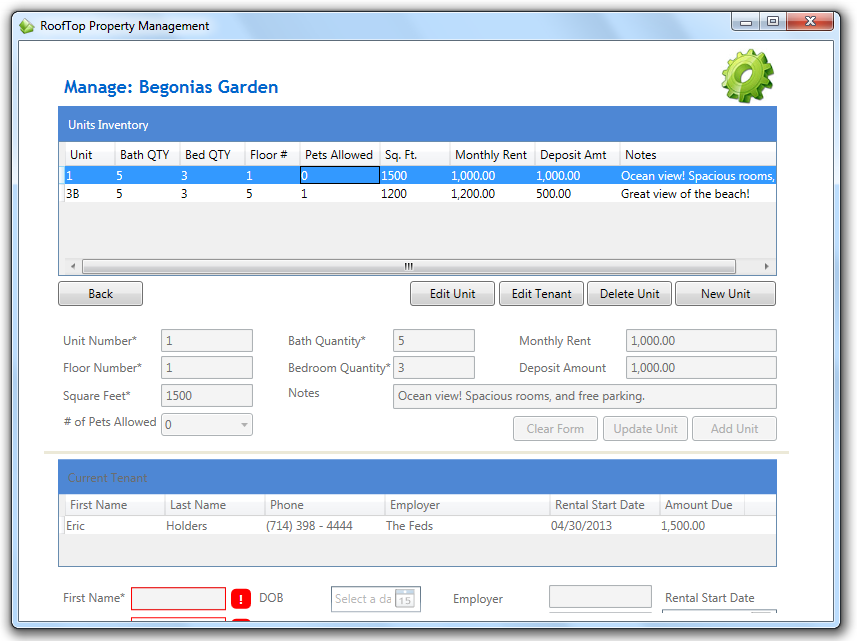 RoofTop Property Management
Manage: Begonias Garden
Units Inventory
Unit Bath QTY Bed QTY Floor # Pets Allowed Sq. Ft. Monthly Rent Deposit Amt Notes
1 5 3 1 0 1500 1,000.00 1,000.00 Ocean view! Spacious rooms,
3B 5 3 5 1 1200 1,200.00 500.00 Great view of the beach!
Back Edit Unit Edit Tenant Delete Unit New Unit
Unit Number* 1 Bath Quantity* 5 Monthly Rent 1,000.00
Floor Number* 1 Bedroom Quantity* 3 Deposit Amount 1,000.00
Square Feet* 1500 Notes Ocean view! Spacious rooms, and free parking.
# of Pets Allowed 0 Clear Form Update Unit Add Unit
Current Tenant
First Name Last Name Phone Employer Rental Start Date Amount Due
Eric Holders (714) 398 - 4444 The Feds 04/30/2013 1,500.00
First Name* ! DOB Select a da 15 Employer Rental Start Date